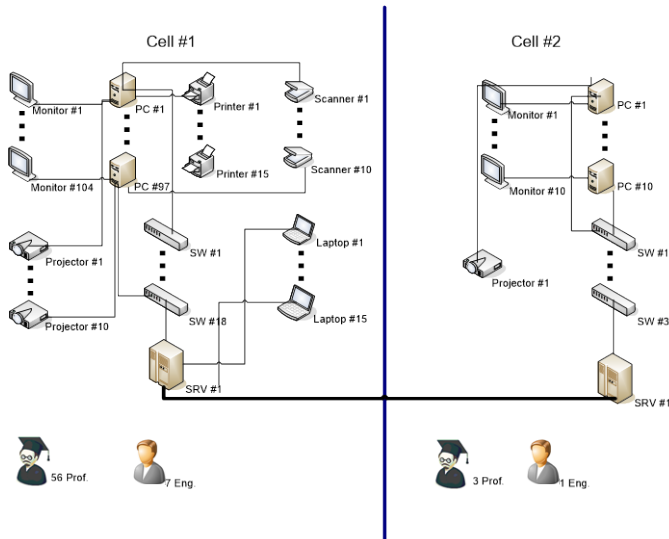 Cell #1
Monitor #1
PC #1
Printer #1
Scanner #1
Monitor #104
PC #97
Printer #15
Scanner #10
Projector #1
SW #1
Laptop #1
Projector #10
SW #18
Laptop #15
SRV #1
56 Prof.
7 Eng.
Cell #2
Monitor #1
PC #1
Monitor #10
PC #10
Projector #1
SW #1
SW #3
SRV #1
3 Prof.
1 Eng.